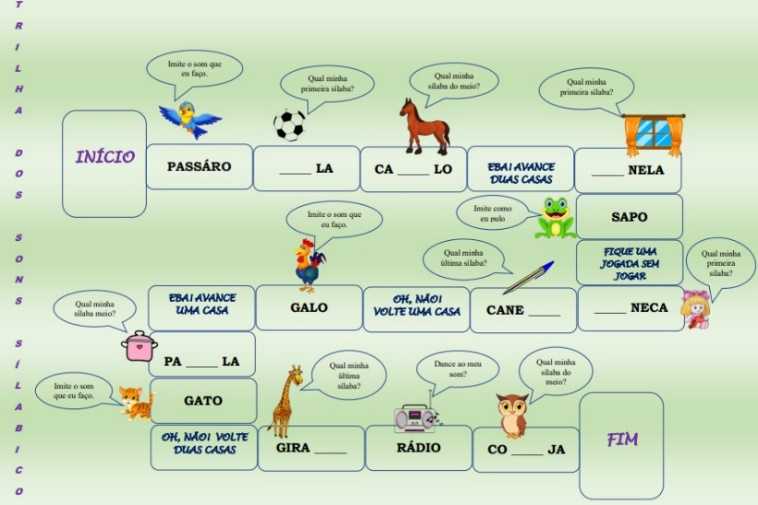 TRILHA DOS SONS SÍLABICO
Imite o som que
eu faço.
Qual minha
primeira sílaba?
Qual minha
sílaba do meio?
Qual minha
primeira sílaba?
INÍCIO
PASSÁRO
_____ LA
CA _____ LO
EBA! AVANCE
DUAS CASAS
_____ NELA
Imite como
eu pulo
SAPO
FIQUE UMA
JOGADA SEM
JOGAR
Qual minha
primeira
sílaba?
_____ NECA
Qual minha
última sílaba?
CANE _____
OH, NÃO!
VOLTE UMA CASA
Imite o som que
eu faço.
GALO
EBA! AVANCE
UMA CASA
Qual minha
sílaba meio?
PA _____ LA
Imite o som
que eu faço.
GATO
OH, NÃO! VOLTE
DUAS CASAS
Qual minha
última
sílaba?
GIRA _____
Dance ao meu
som?
RÁDIO
Qual minha
sílaba do
meio?
CO _____ JA
FIM